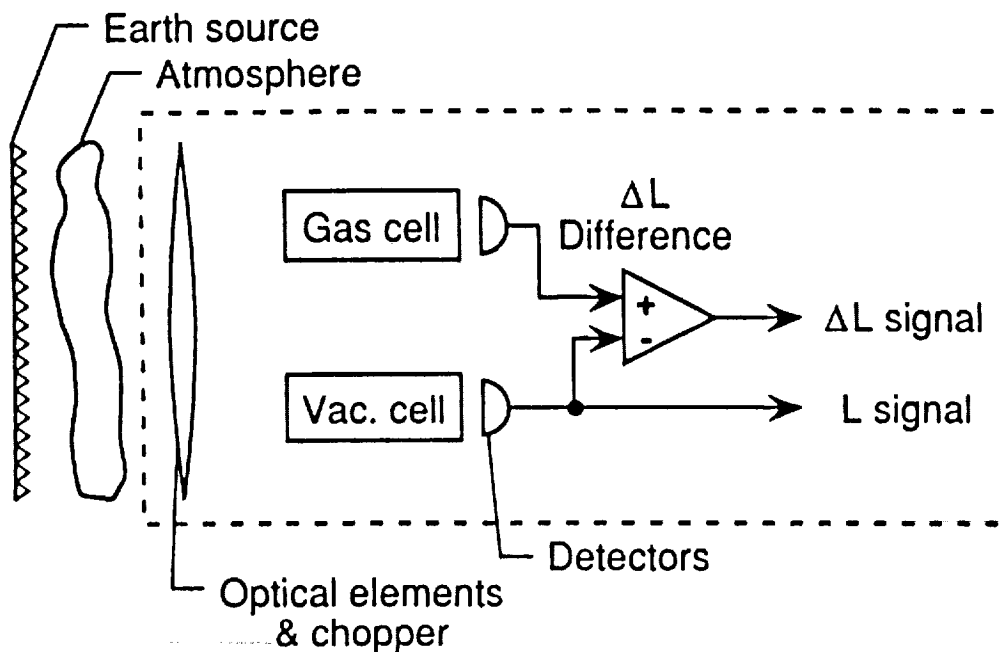 Earth source
Atmosphere
ΔL
Difference
Gas cell
+
-
ΔL signal
Vac. cell
L signal
Detectors
Optical elements
& chopper